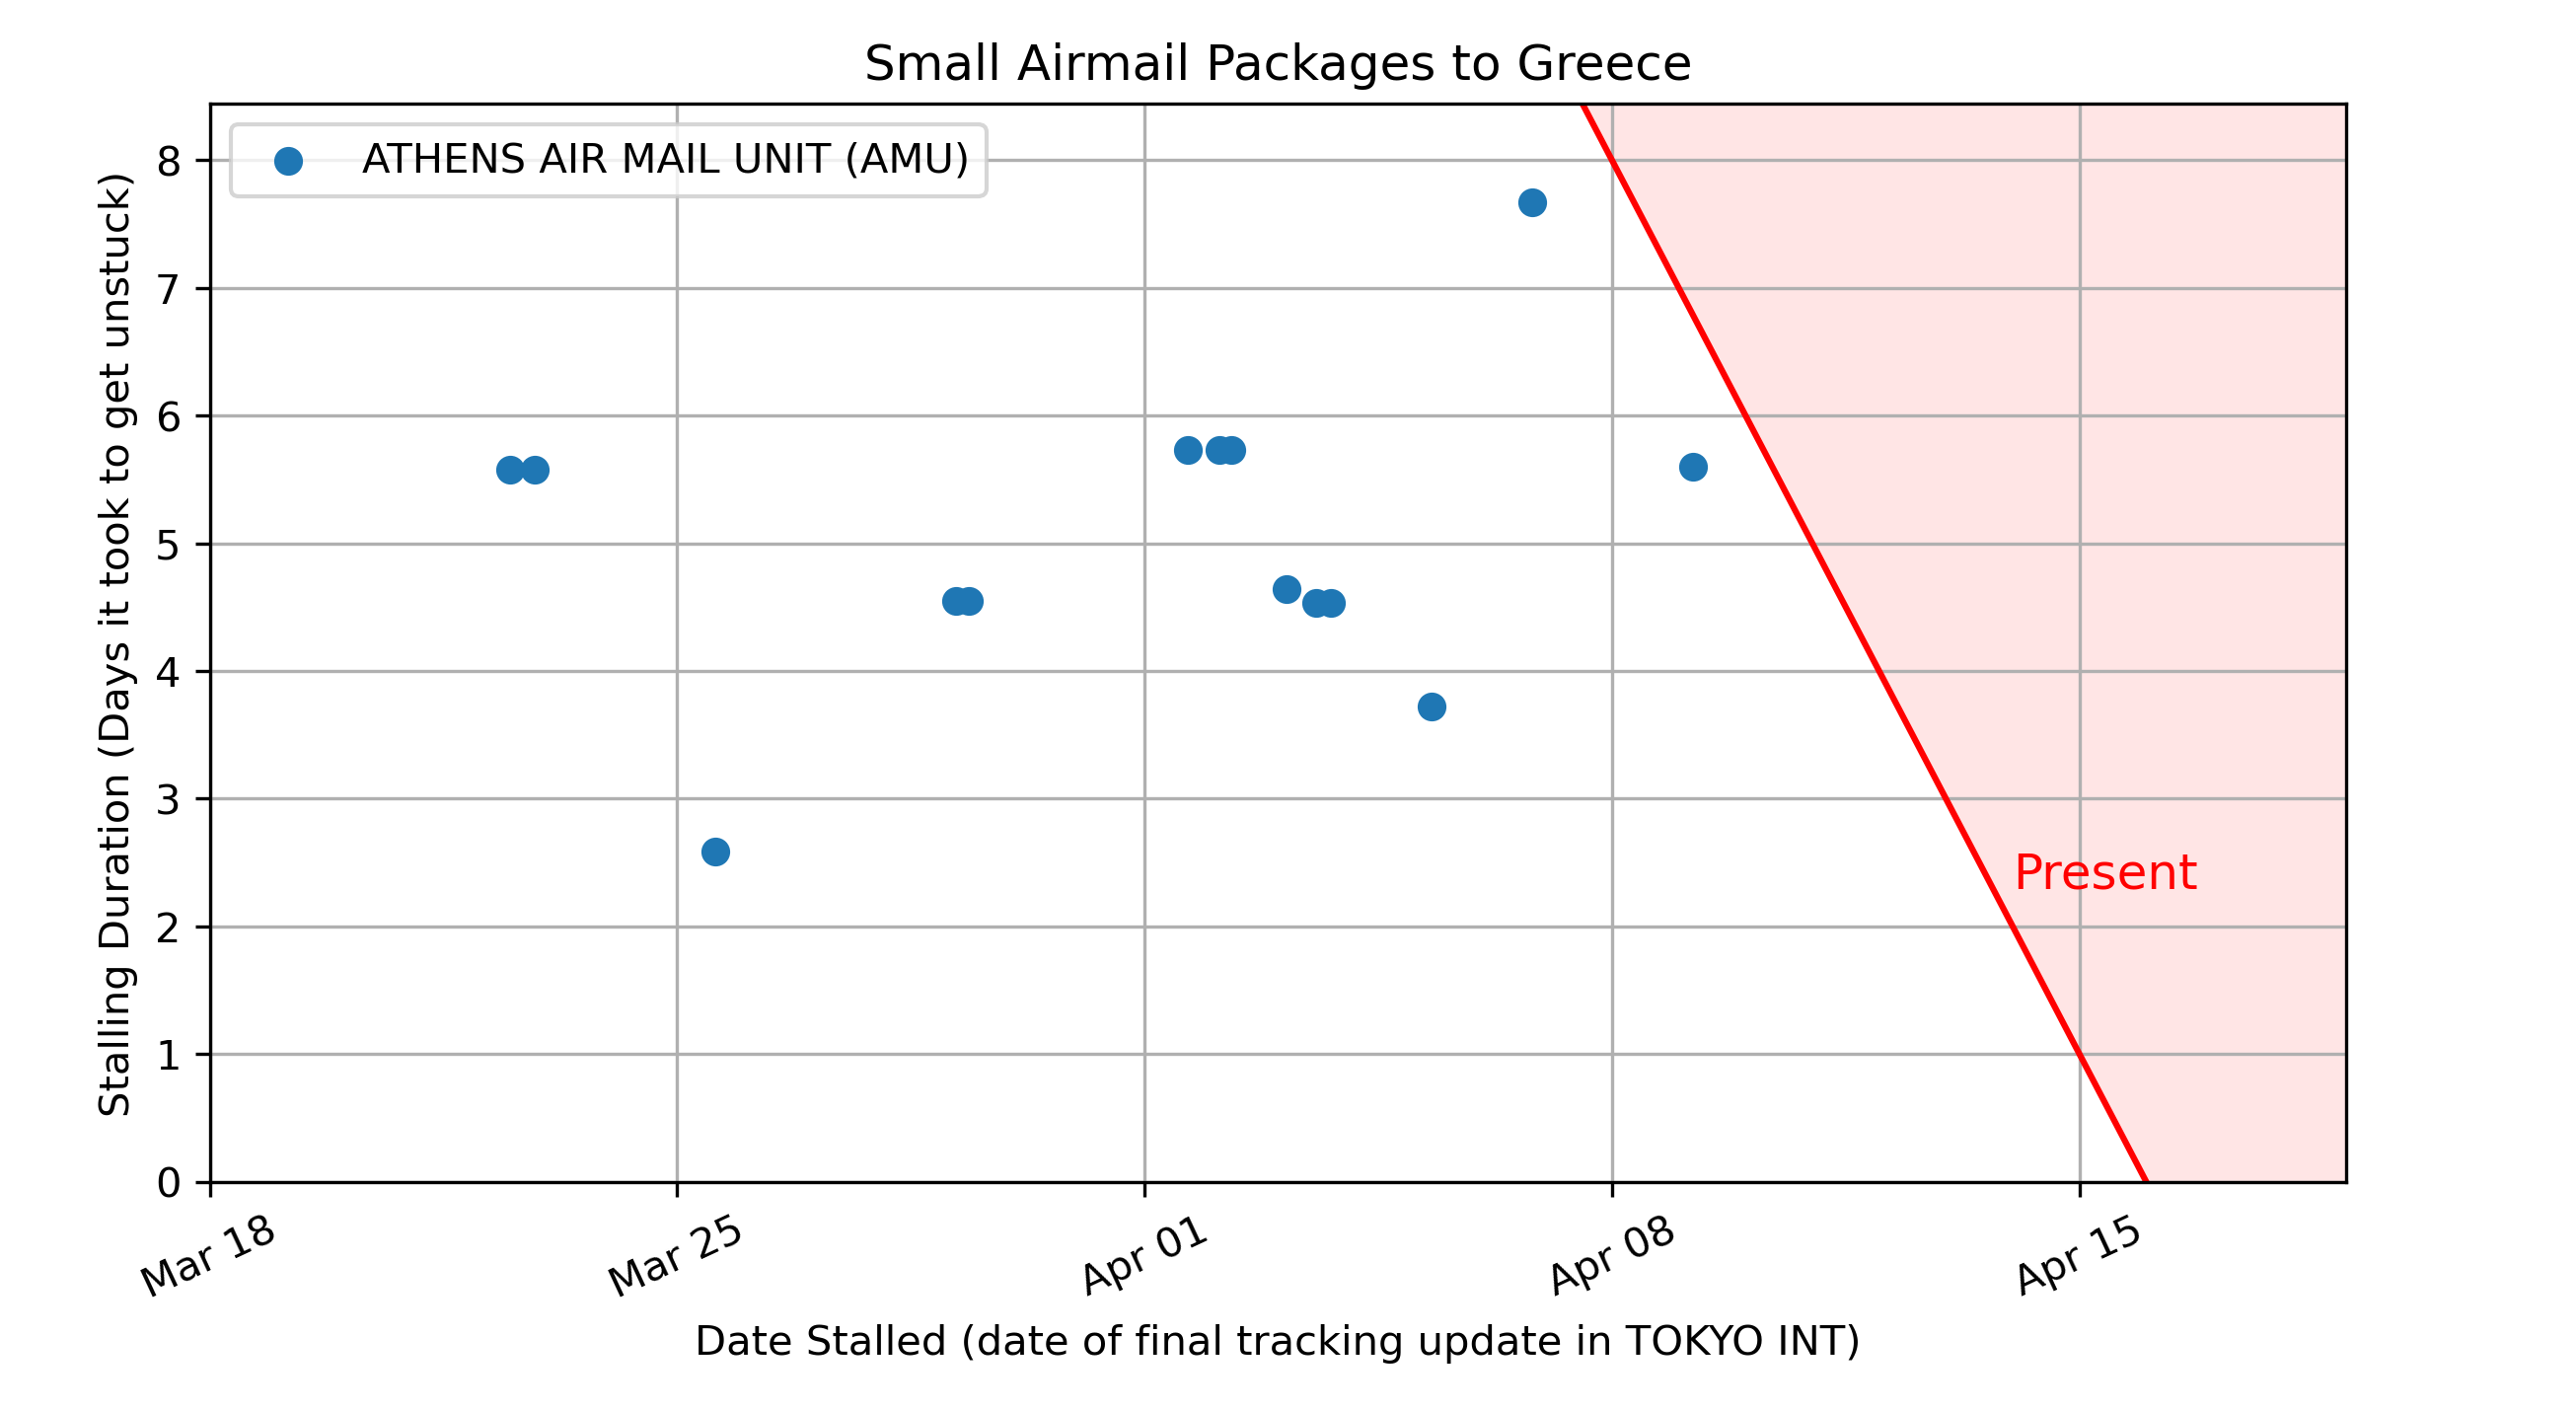 Small Airmail Packages to Greece
ATHENS AIR MAIL UNIT (AMU)
Stalling Duration (Days it took to get unstuck)
8
7
6
5
4
3
2
1
0
Present
Mar 18
Mar 25
Apr 01
Apr 08
Apr 15
Date Stalled (date of final tracking update in TOKYO INT)